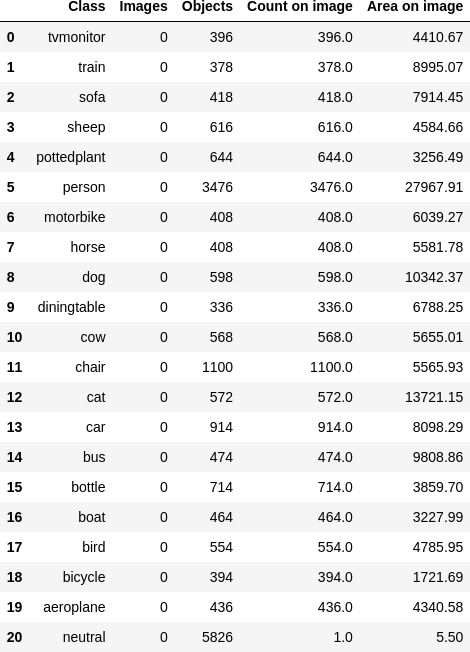 Class Images Objects Count on image Area on image
0 tvmonitor 0 396 396.0 4410.67
1 train 0 378 378.0 8995.07
2 sofa 0 418 418.0 7914.45
3 sheep 0 616 616.0 4584.66
4 pottedplant 0 644 644.0 3256.49
5 person 0 3476 3476.0 27967.91
6 motorbike 0 408 408.0 6039.27
7 horse 0 408 408.0 5581.78
8 dog 0 598 598.0 10342.37
9 diningtable 0 336 336.0 6788.25
10 cow 0 568 568.0 5655.01
11 chair 0 1100 1100.0 5565.93
12 cat 0 572 572.0 13721.15
13 car 0 914 914.0 8098.29
14 bus 0 474 474.0 9808.86
15 bottle 0 714 714.0 3859.70
16 boat 0 464 464.0 3227.99
17 bird 0 554 554.0 4785.95
18 bicycle 0 394 394.0 1721.69
19 aeroplane 0 436 436.0 4340.58
20 neutral 0 5826 1.0 5.50